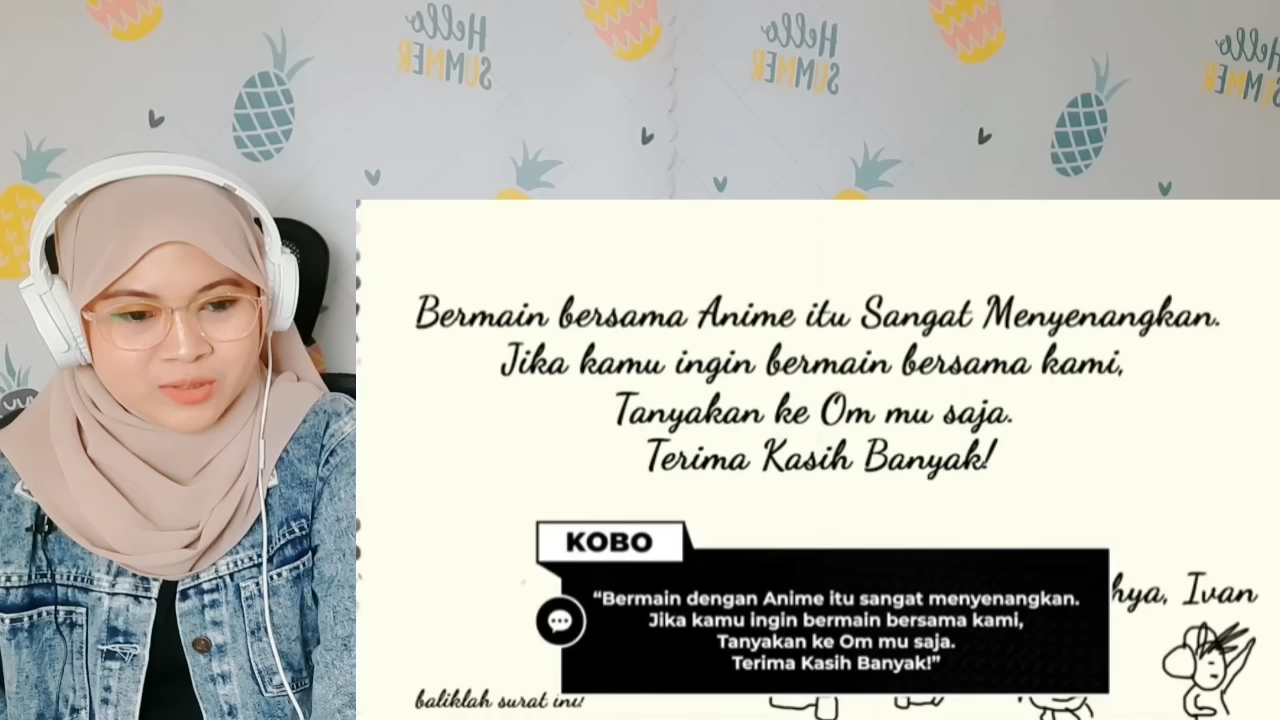 Hello
SUMMER
Hello
SUMMER
Hello
SUMMER
Bermain bersama Anime itu Sangat Menyenangkan.
Jika kamu ingin bermain bersama kami,
Tanyakan ke Om mu saja.
Terima Kasih Banyak!
hya, Ivan
KOBO
“Bermain dengan Anime itu sangat menyenangkan.
Jika kamu ingin bermain bersama kami,
Tanyakan ke Om mu saja.
Terima Kasih Banyak!”
baliklah surat ini!